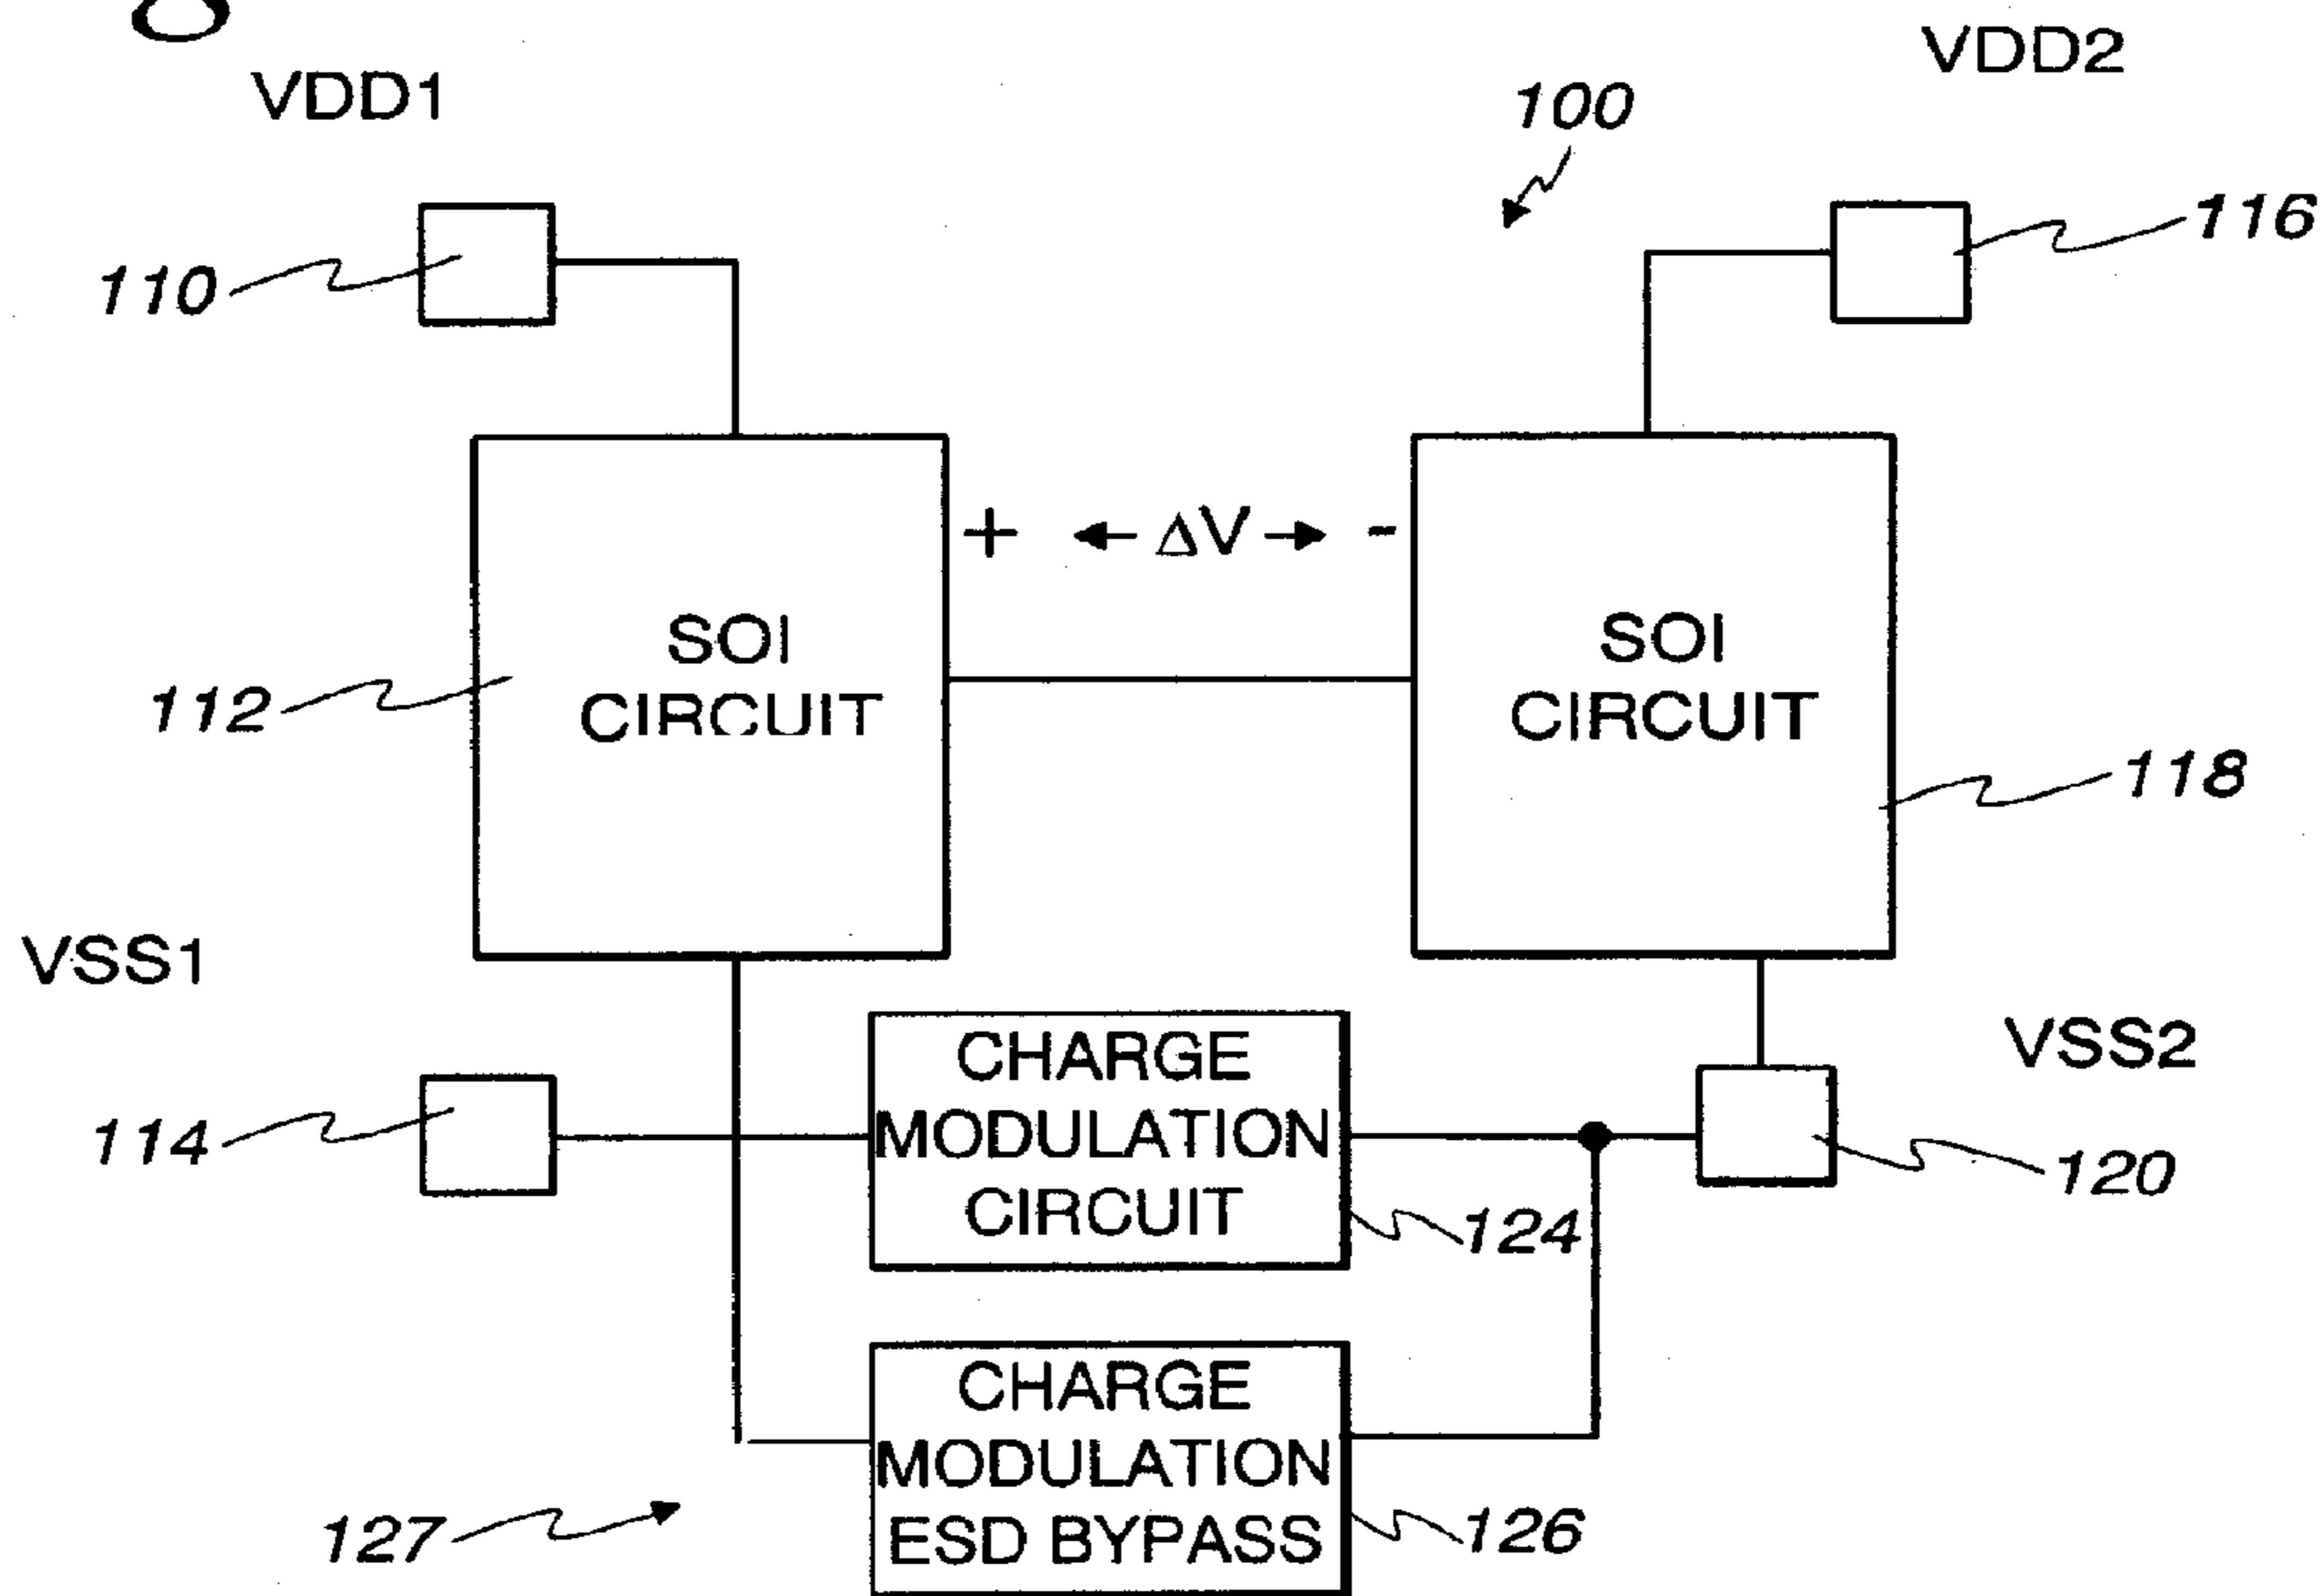 VDD1
VDD2
100
116
110
+ ΔV -
SOI
CIRCUIT
SOI
CIRCUIT
112
118
VSS1
VSS2
CHARGE
MODULATION
CIRCUIT
114
120
124
CHARGE
MODULATION
ESD BYPASS
127
126